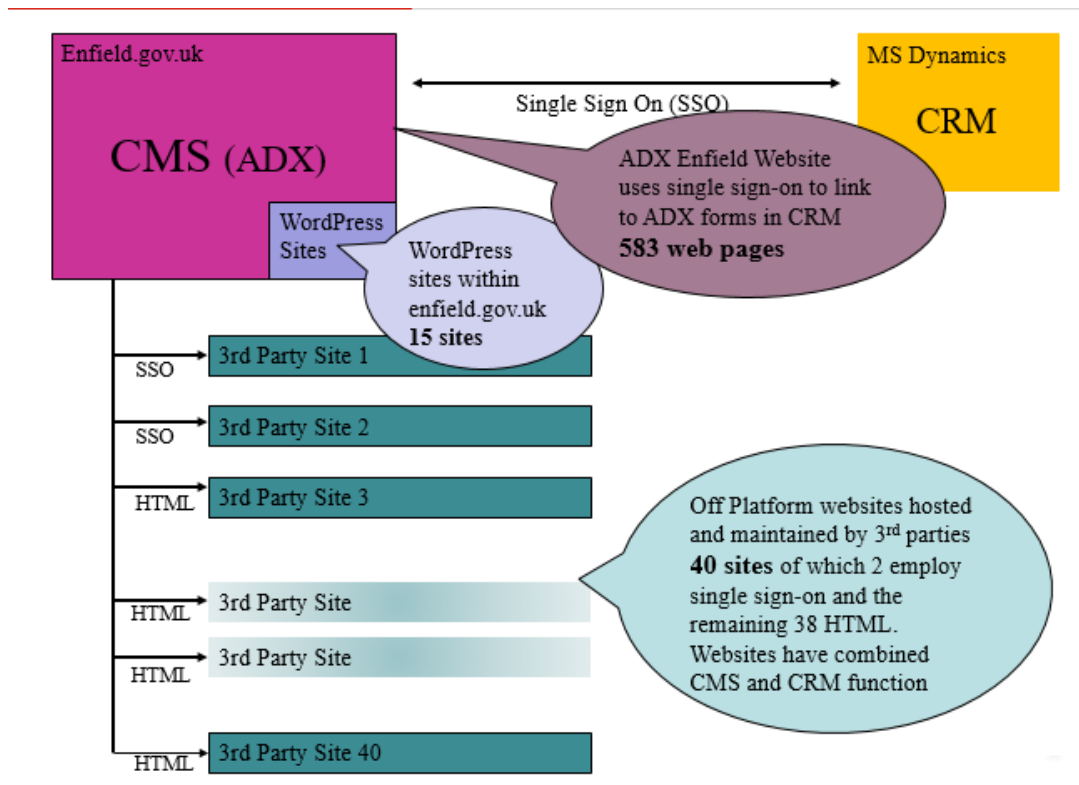 Enfield.gov.uk
CMS (ADX)
MS Dynamics
CRM
Single Sign On (SSO)
ADX Enfield Website
uses single sign-on to link
to ADX forms in CRM
583 web pages
WordPress
Sites
WordPress
sites within
enfield.gov.uk
15 sites
SSO
3rd Party Site 1
SSO
3rd Party Site 2
HTML
3rd Party Site 3
HTML
3rd Party Site
HTML
3rd Party Site
HTML
3rd Party Site 40
Off Platform websites hosted
and maintained by 3rd parties
40 sites of which 2 employ
single sign-on and the
remaining 38 HTML.
Websites have combined
CMS and CRM function